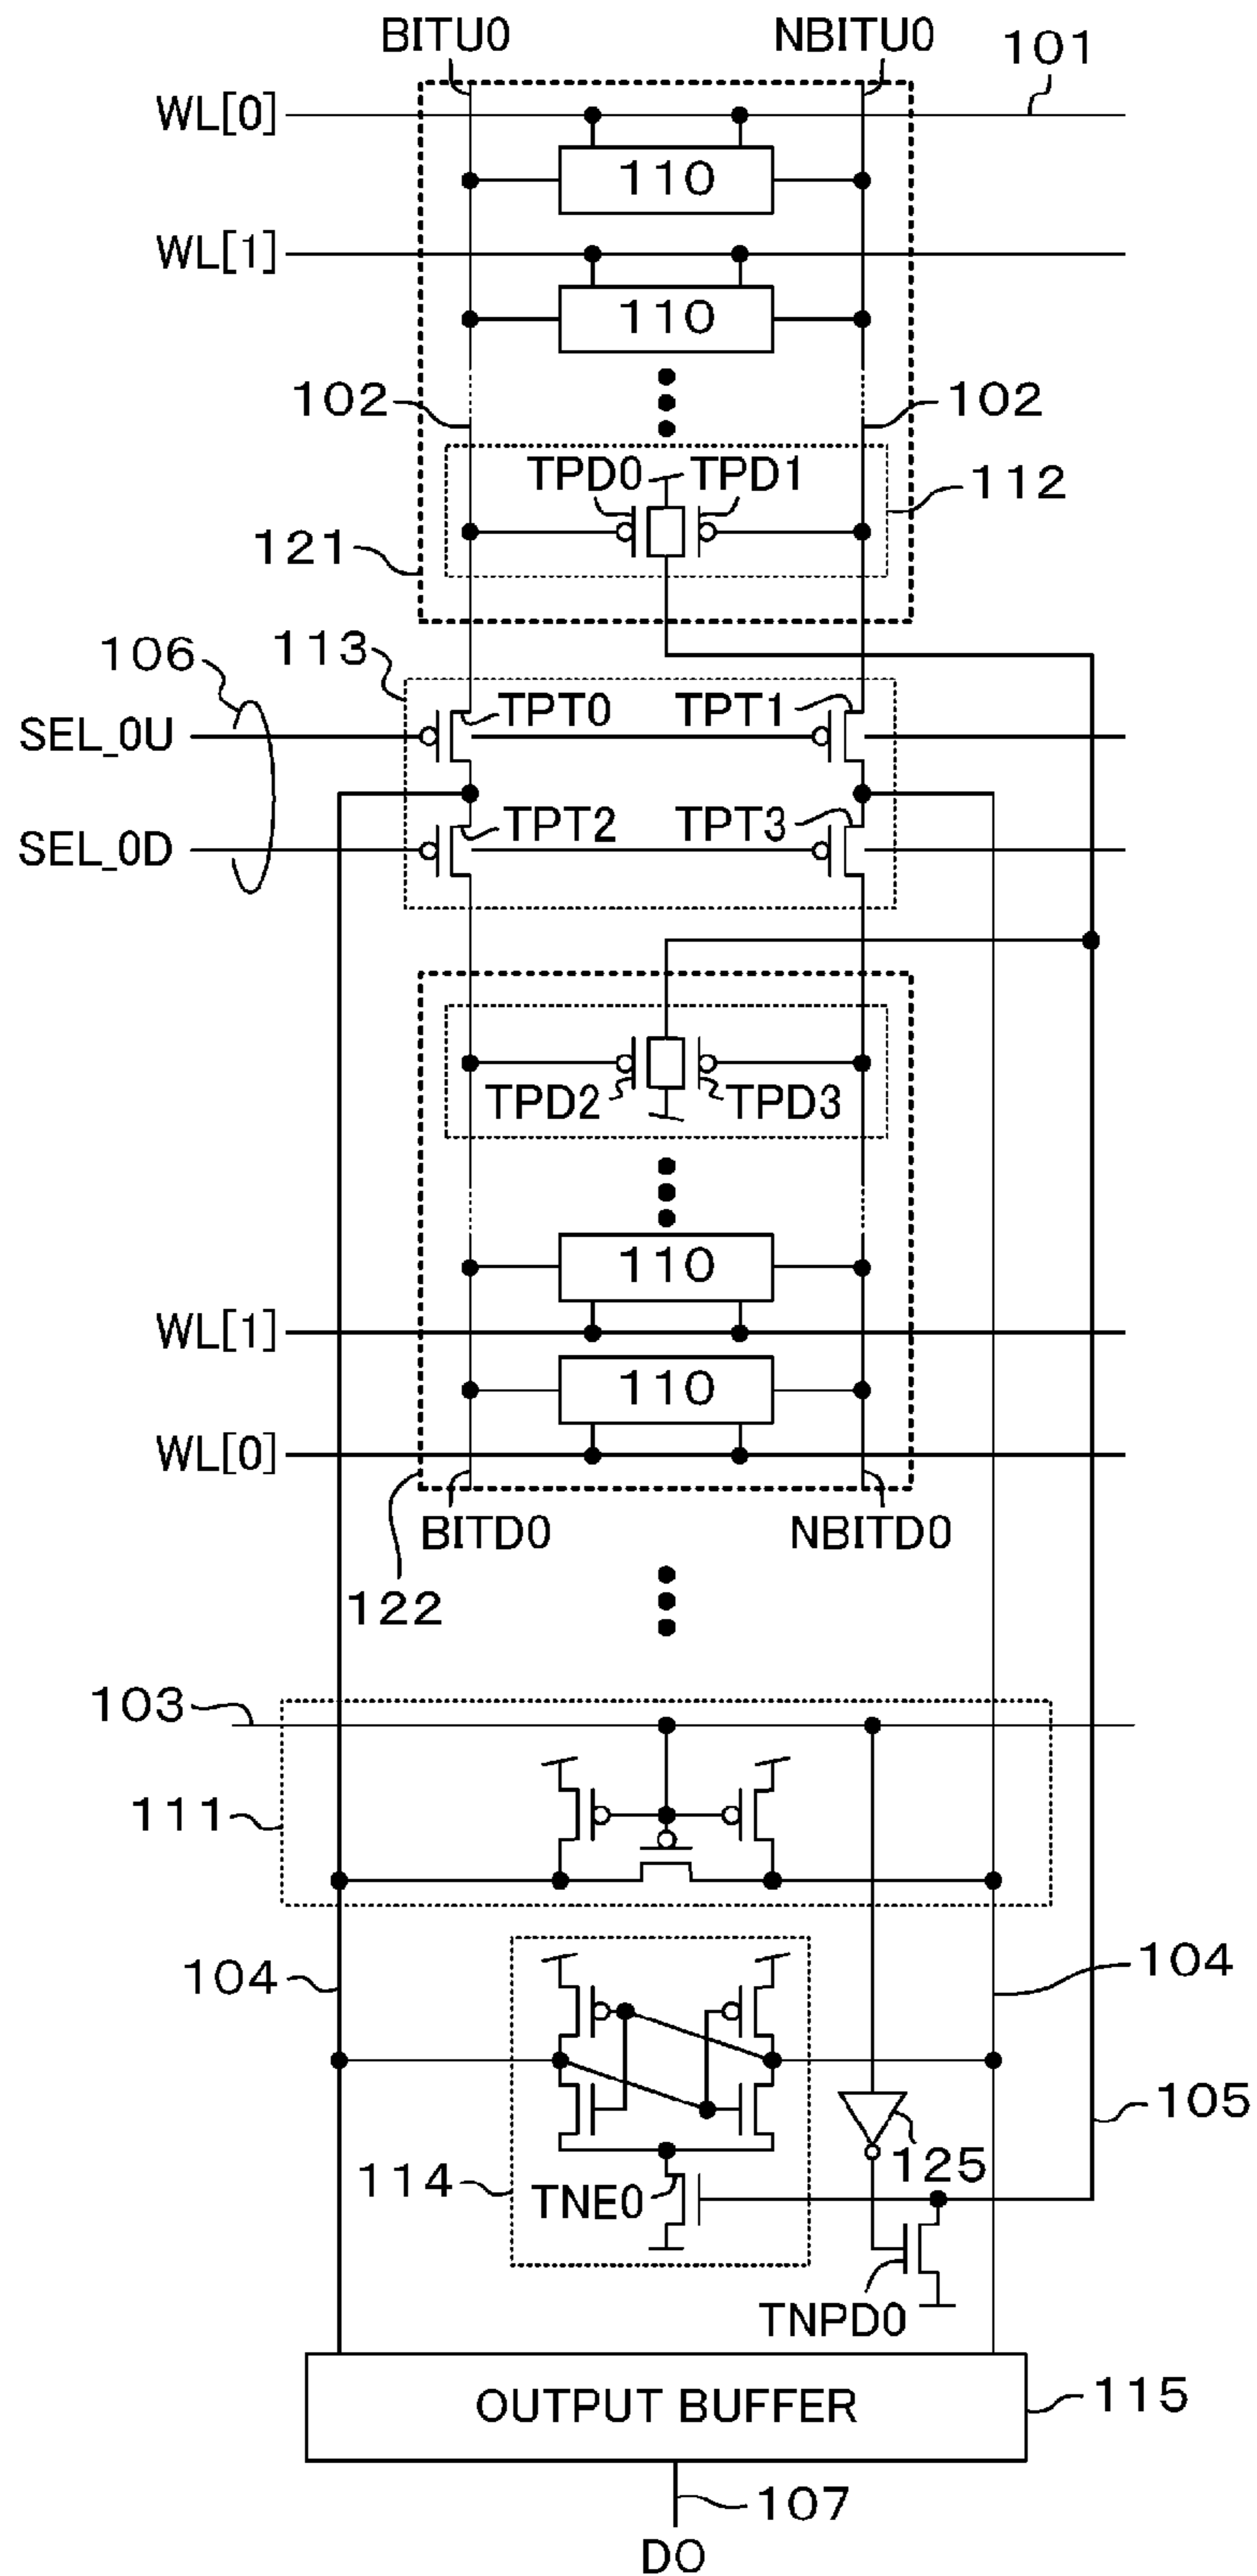 BITU0 NBITU0 101
WL[0]
110
WL[1]
110
102 102
TPD0 TPD1
112
121
106 113
TPT0 TPT1
SEL_0U
TPT2 TPT3
SEL_0D
TPD2 TPD3
110
WL[1]
110
WL[0]
BITD0 NBITD0
122
103
111
104 104
105
125
114 TNE0
TNPD0
OUTPUT BUFFER 115
107
DO